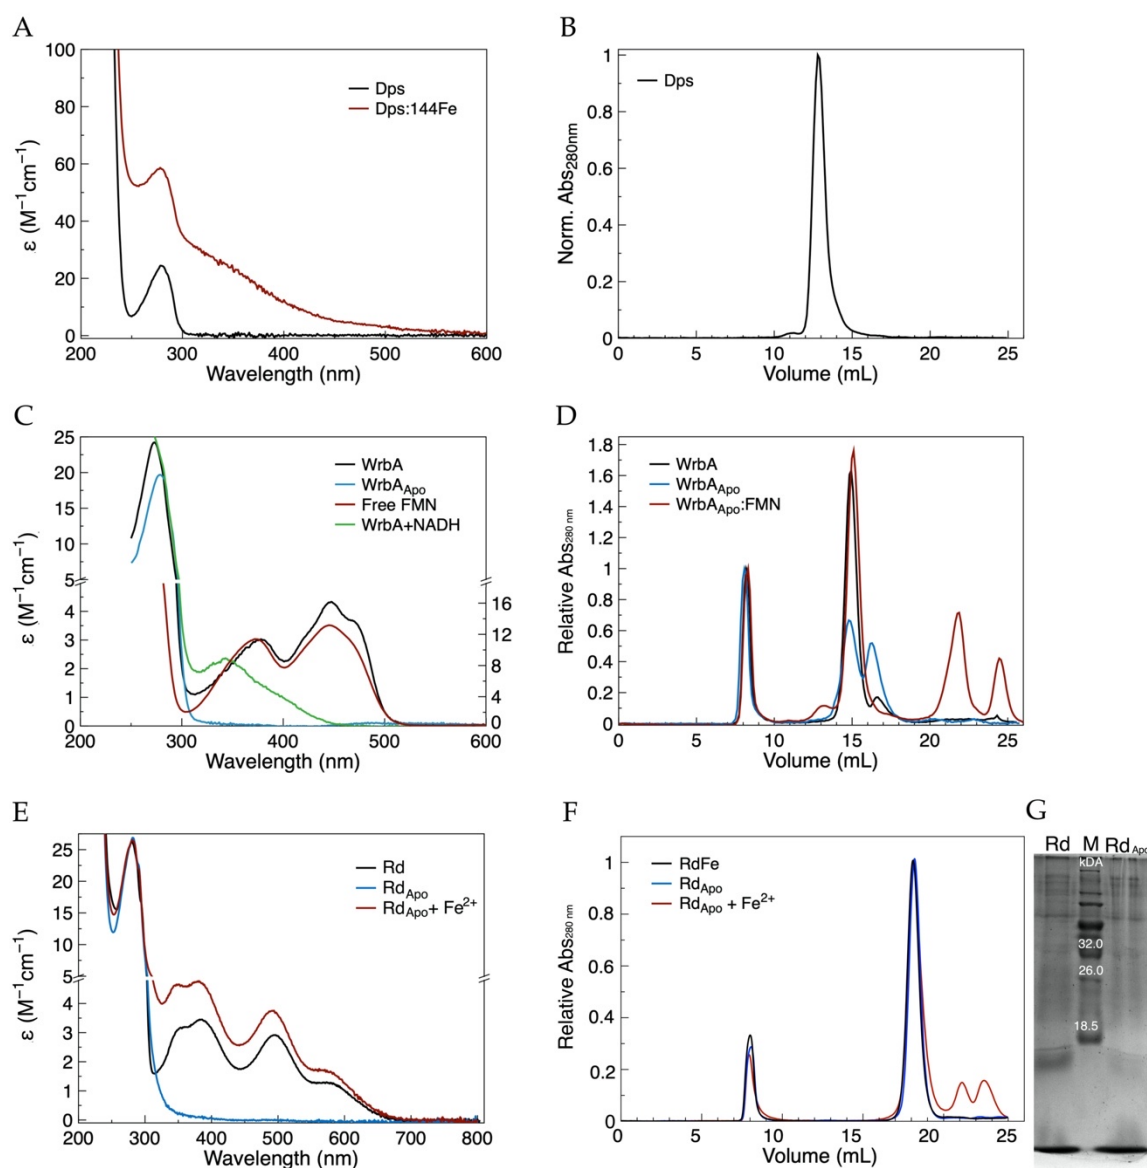 A
100
80
60
40
20
0
ε (M⁻¹cm⁻¹)
Dps
Dps:144Fe
200 300 400 500 600
Wavelength (nm)
B
1
0.8
0.6
0.4
0.2
0
Norm. Abs280nm
Dps
0 5 10 15 20 25
Volume (mL)
C
25
20
15
10
5
4
3
2
1
0
ε (M⁻¹cm⁻¹)
WrbA
WrbAApo
Free FMN
WrbA+NADH
16
12
8
4
0
200 300 400 500 600
Wavelength (nm)
D
1.8
1.6
1.4
1.2
1
0.8
0.6
0.4
0.2
0
Relative Abs280 nm
WrbA
WrbAApo
WrbAApo:FMN
0 5 10 15 20 25
Volume (mL)
E
25
20
15
10
5
4
3
2
1
0
ε (M⁻¹cm⁻¹)
Rd
RdApo
RdApo+ Fe²⁺
200 300 400 500 600 700 800
Wavelength (nm)
F
1
0.8
0.6
0.4
0.2
0
Relative Abs280 nm
RdFe
RdApo
RdApo + Fe²⁺
0 5 10 15 20 25
Volume (mL)
G
Rd M RdApo
kDA
32.0
26.0
18.5